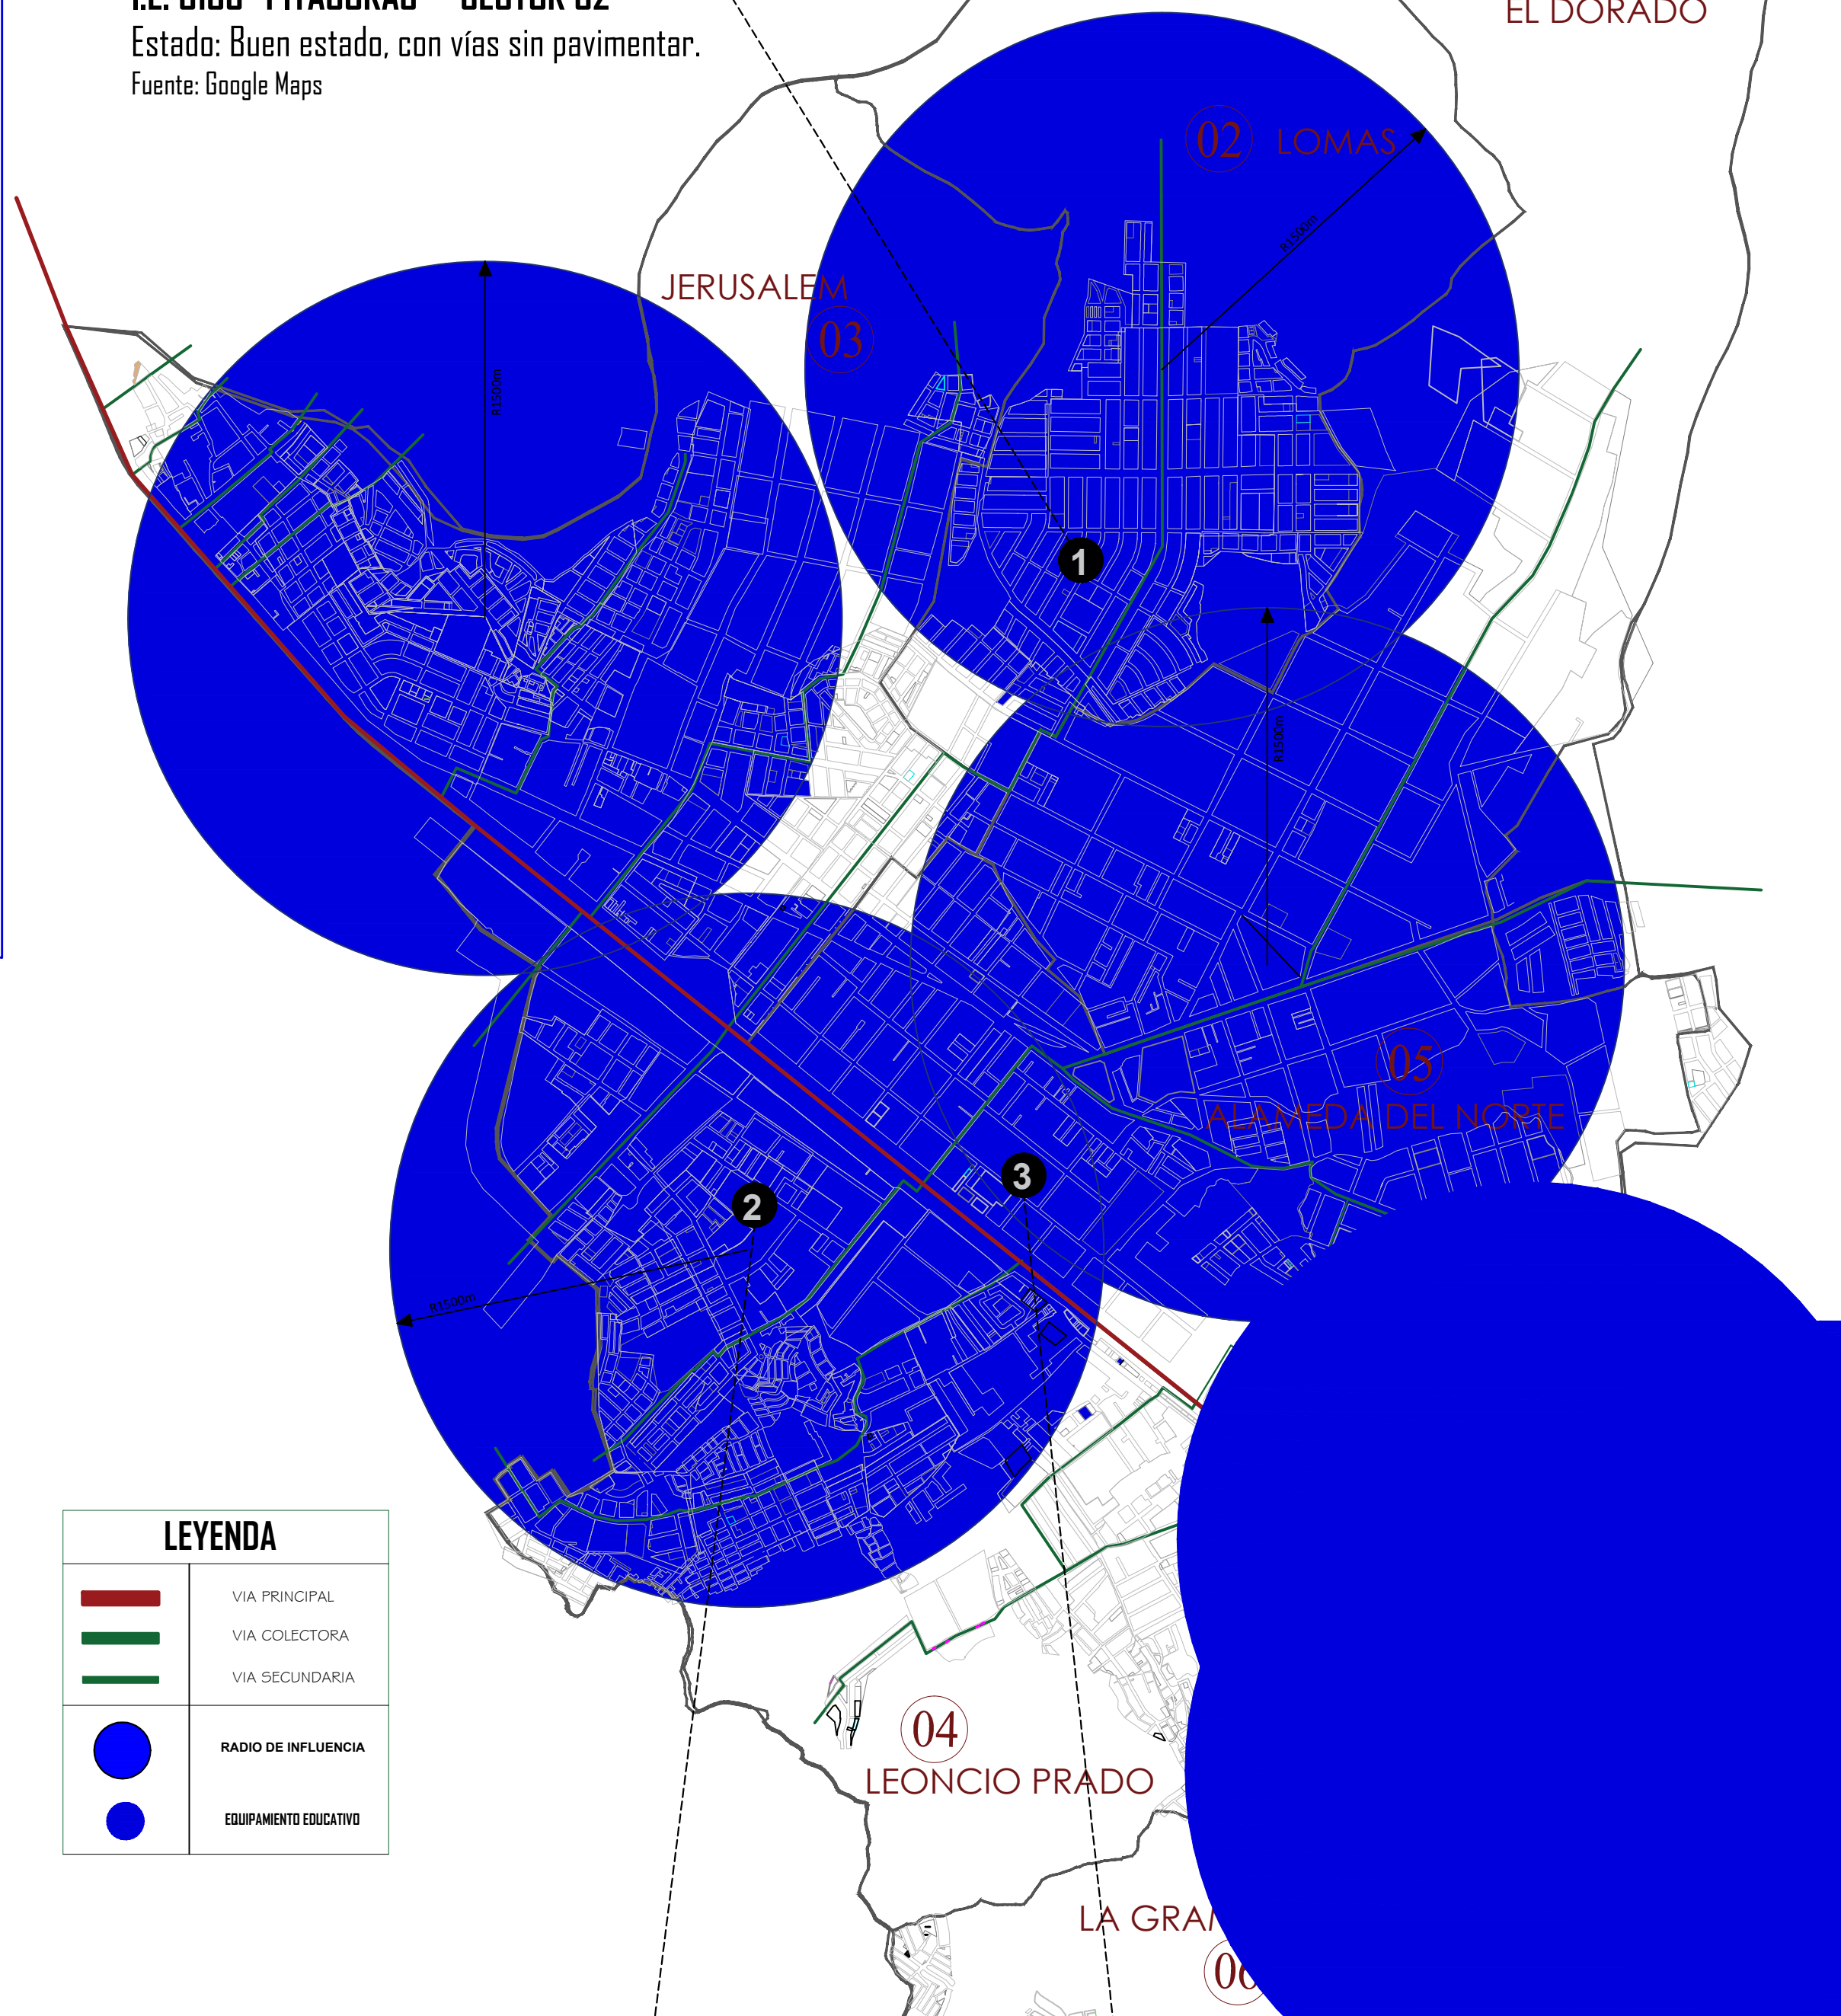 Estado: Buen estado, con vías sin pavimentar.
Fuente: Google Maps
EL DORADO
02 LOMAS
R1500m
JERUSALEM
03
R1500m
1
R1500m
05
ALAMEDA DEL NORTE
3
2
R1500m
LEYENDA
VIA PRINCIPAL
VIA COLECTORA
VIA SECUNDARIA
RADIO DE INFLUENCIA
EQUIPAMIENTO EDUCATIVO
04
LEONCIO PRADO
LA
06